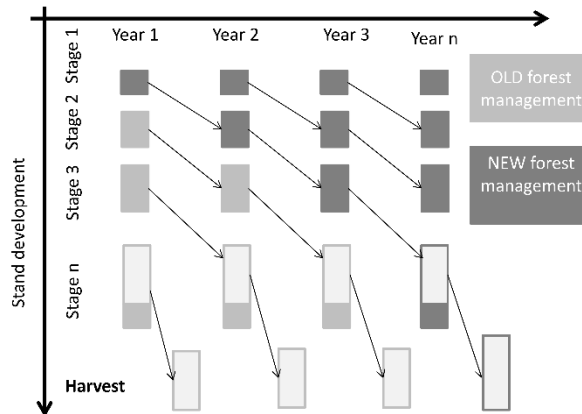 Year 1
Year 2
Year 3
Year n
Stage 1
Stage 2
Stage 3
Stage n
Stand development
Harvest
OLD forest
management
NEW forest
management